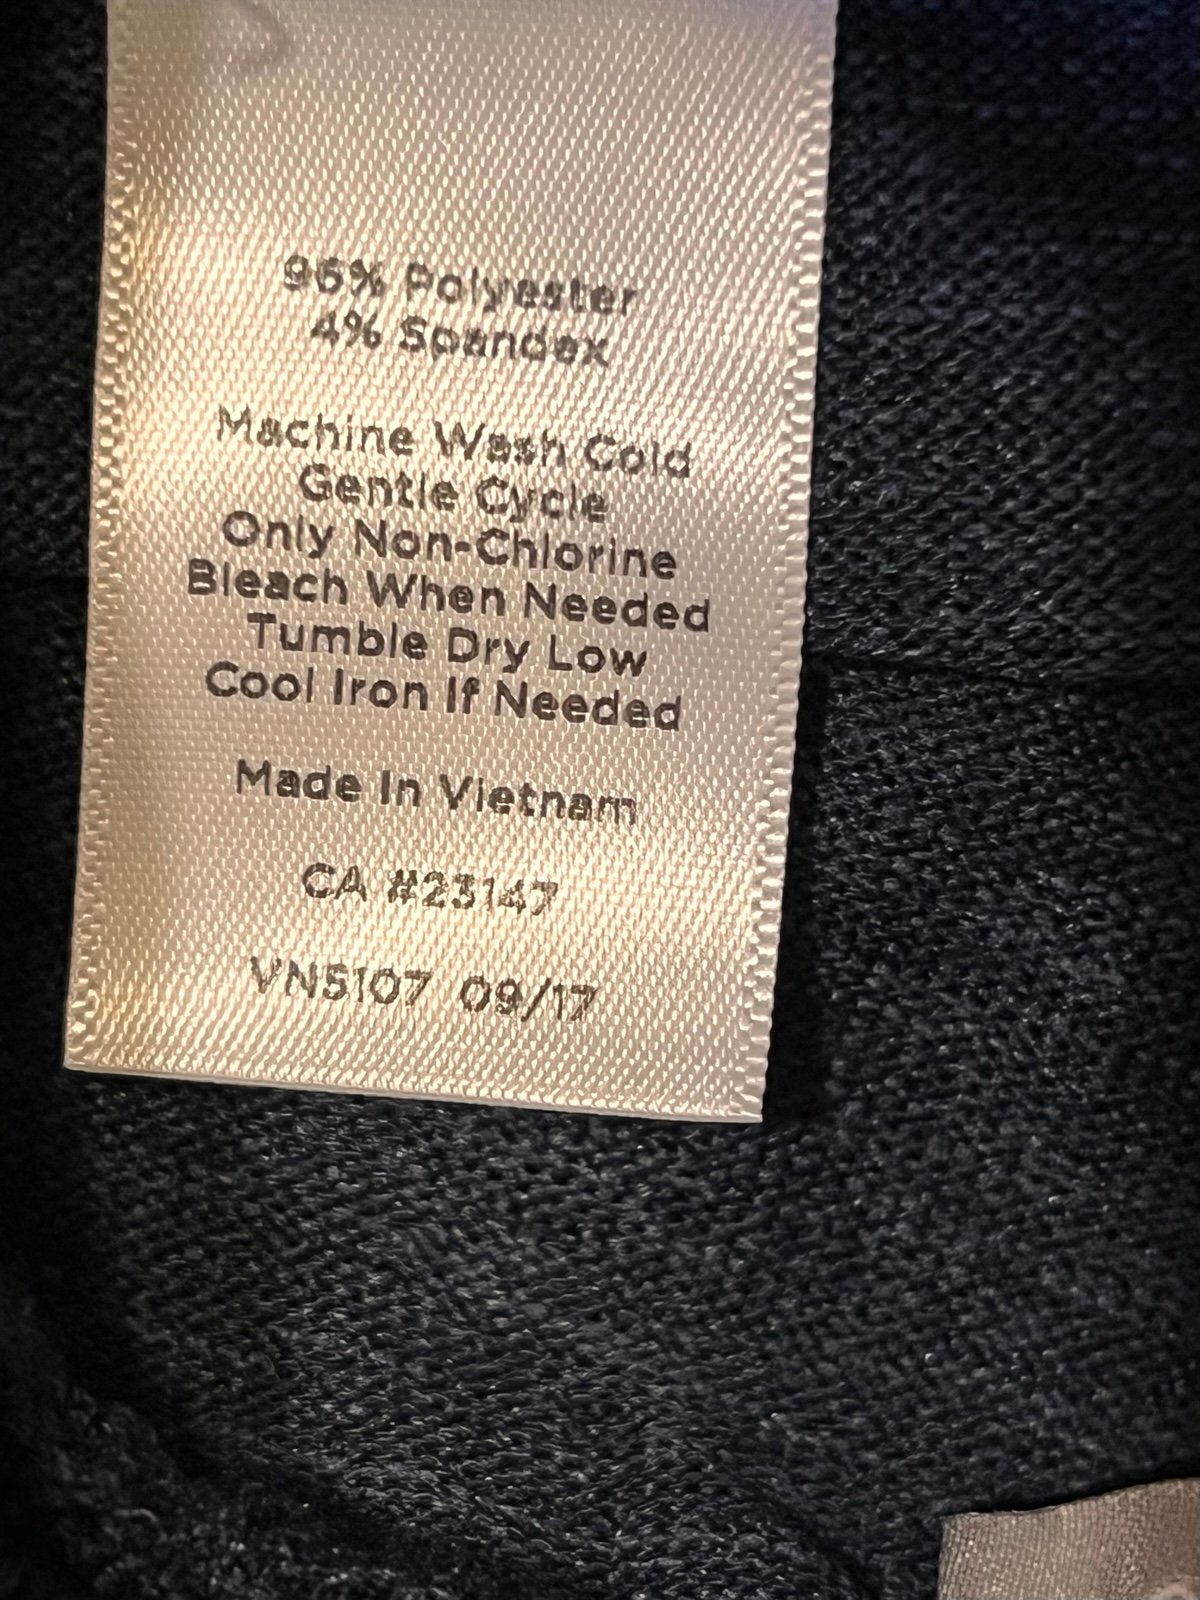 96% Polyester
4% Spandex
Machine Wash Cold
Gentle Cycle
Only Non-Chlorine
Bleach When Needed
Tumble Dry Low
Cool Iron If Needed
Made In Vietnam
CA #23147
VN5107 09/17